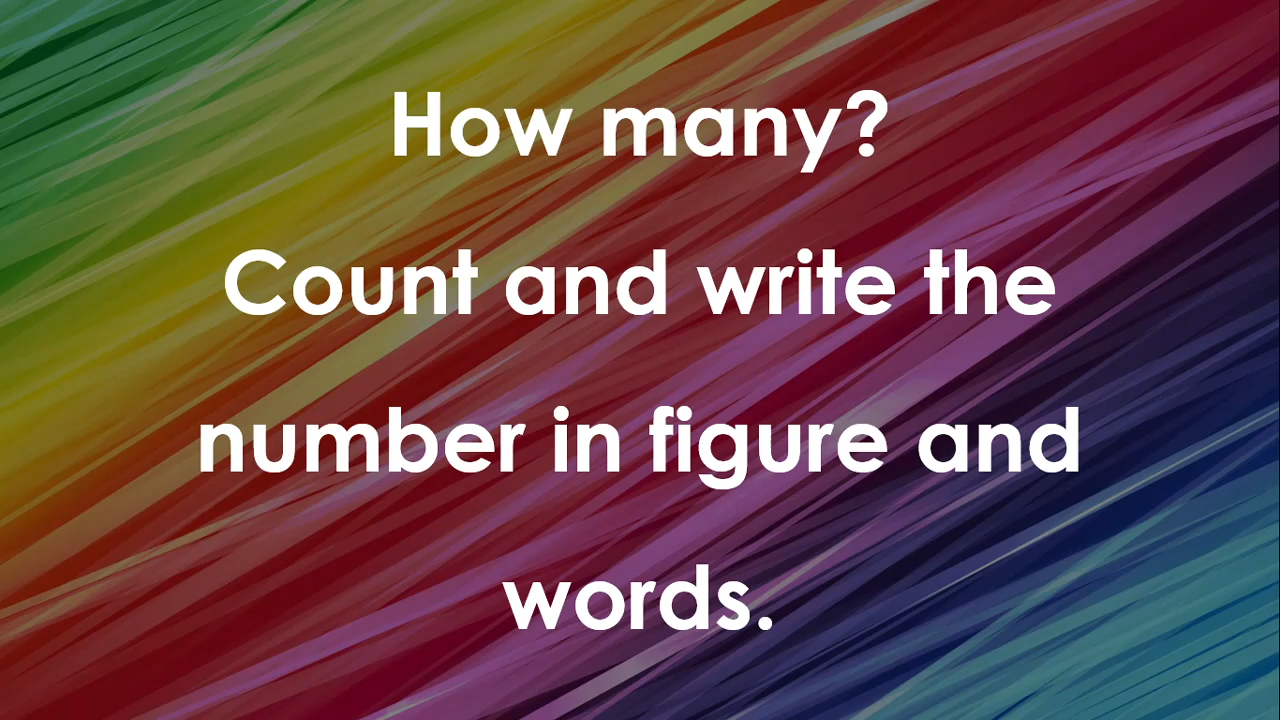 How many?
Count and write the
number in figure and
words.